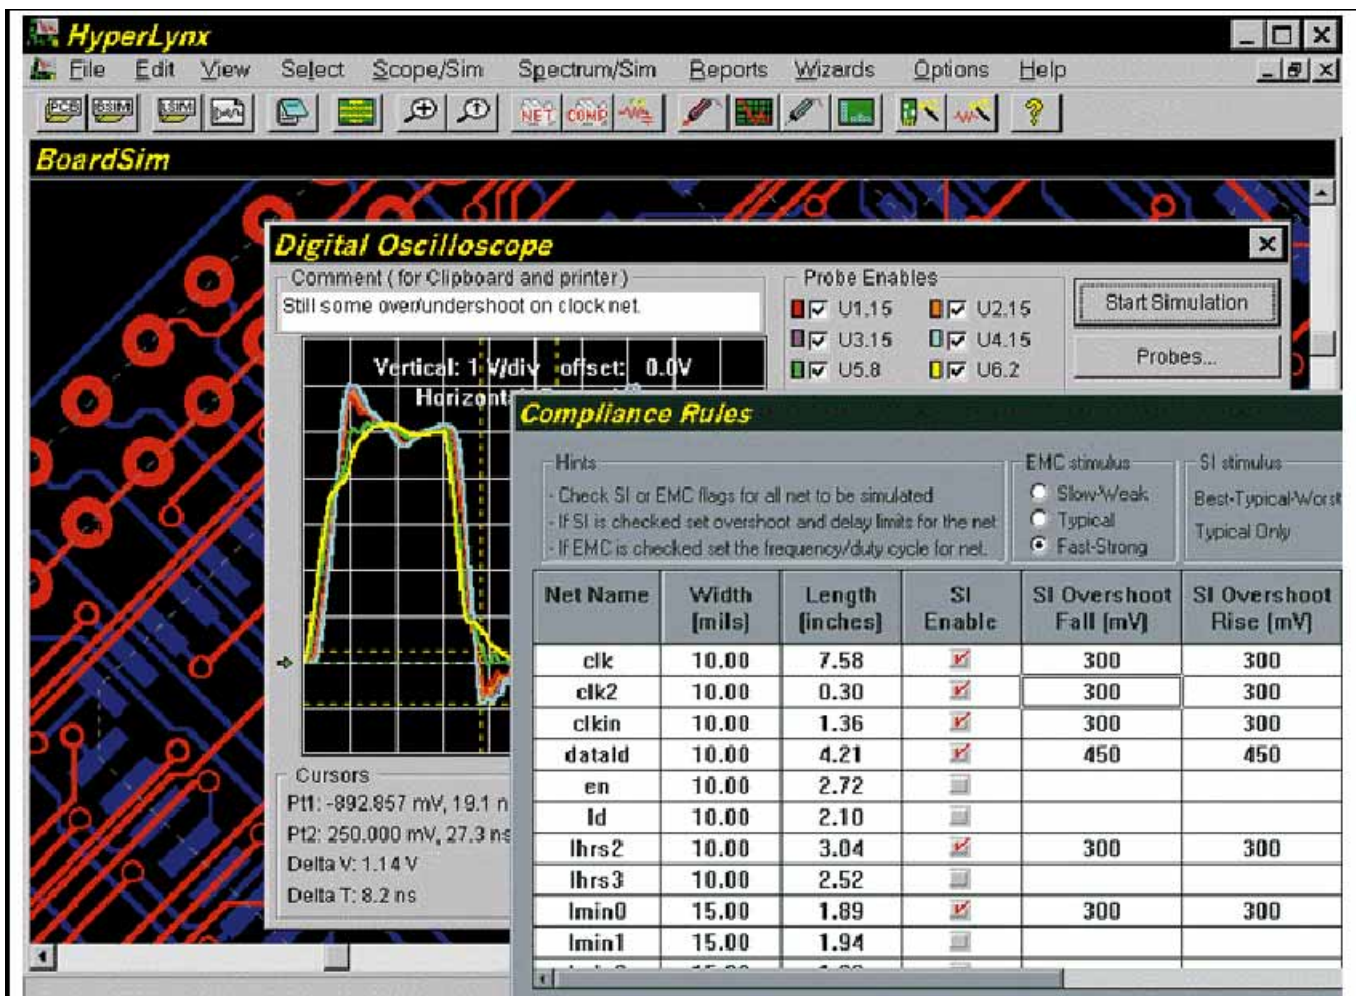 HyperLynx
File Edit View Select Scope/Sim Spectrum/Sim Reports Wizards Options Help
PCB BSIM LSIM NET COMP
BoardSim
Digital Oscilloscope
Comment ( for Clipboard and printer )
Still some over/undershoot on clock net.
Probe Enables
U1.15 U2.15
U3.15 U4.15
U5.8 U6.2
Start Simulation
Probes...
Vertical: 1 V/div offset: 0.0V
Horizont
Cursors
Pt1: -892.857 mV, 19.1 n
Pt2: 250.000 mV, 27.3 ns
Delta V: 1.14 V
Delta T: 8.2 ns
Compliance Rules
Hints
- Check SI or EMC flags for all net to be simulated
- If SI is checked set overshoot and delay limits for the net
- If EMC is checked set the frequency/duty cycle for net.
EMC stimulus
Slow-Weak
Typical
Fast-Strong
SI stimulus
Best-Typical-Worst
Typical Only
Net Name Width [mils] Length [inches] SI Enable SI Overshoot Fall [mV] SI Overshoot Rise [mV]
clk 10.00 7.58 300 300
clk2 10.00 0.30 300 300
clkin 10.00 1.36 300 300
datald 10.00 4.21 450 450
en 10.00 2.72
ld 10.00 2.10
lhrs2 10.00 3.04 300 300
lhrs3 10.00 2.52
lmin0 15.00 1.89 300 300
lmin1 15.00 1.94